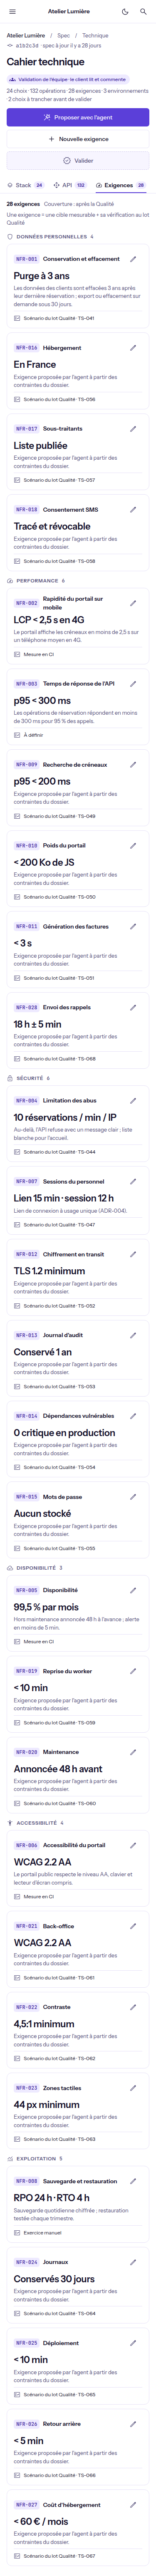 Atelier Lumière
Atelier Lumière / Spec / Technique
a1b2c3d · spec à jour il y a 28 jours
Cahier technique
Validation de l'équipe · le client lit et commente
24 choix · 132 opérations · 28 exigences · 3 environnements
· 2 choix à trancher avant de valider
Proposer avec l'agent
Nouvelle exigence
Valider
Stack 24 API 132 Exigences 28
28 exigences Couverture : après la Qualité
Une exigence = une cible mesurable + sa vérification au lot
Qualité.
DONNÉES PERSONNELLES 4
NFR-001 Conservation et effacement
Purge à 3 ans
Les données des clients sont effacées 3 ans après
leur dernière réservation ; export ou effacement sur
demande sous 30 jours.
Scénario du lot Qualité · TS-041
NFR-016 Hébergement
En France
Exigence proposée par l'agent à partir des
contraintes du dossier.
Scénario du lot Qualité · TS-056
NFR-017 Sous-traitants
Liste publiée
Exigence proposée par l'agent à partir des
contraintes du dossier.
Scénario du lot Qualité · TS-057
NFR-018 Consentement SMS
Tracé et révocable
Exigence proposée par l'agent à partir des
contraintes du dossier.
Scénario du lot Qualité · TS-058
PERFORMANCE 6
NFR-002 Rapidité du portail sur
mobile
LCP < 2,5 s en 4G
Le portail affiche les créneaux en moins de 2,5 s sur
un téléphone moyen en 4G.
Mesure en CI
NFR-003 Temps de réponse de l'API
p95 < 300 ms
Les opérations de réservation répondent en moins
de 300 ms pour 95 % des appels.
À définir
NFR-009 Recherche de créneaux
p95 < 200 ms
Exigence proposée par l'agent à partir des
contraintes du dossier.
Scénario du lot Qualité · TS-049
NFR-010 Poids du portail
< 200 Ko de JS
Exigence proposée par l'agent à partir des
contraintes du dossier.
Scénario du lot Qualité · TS-050
NFR-011 Génération des factures
< 3 s
Exigence proposée par l'agent à partir des
contraintes du dossier.
Scénario du lot Qualité · TS-051
NFR-028 Envoi des rappels
18 h ± 5 min
Exigence proposée par l'agent à partir des
contraintes du dossier.
Scénario du lot Qualité · TS-068
SÉCURITÉ 6
NFR-004 Limitation des abus
10 réservations / min / IP
Au-delà, l'API refuse avec un message clair ; liste
blanche pour l'accueil.
Scénario du lot Qualité · TS-044
NFR-007 Sessions du personnel
Lien 15 min · session 12 h
Lien de connexion à usage unique (ADR-004).
Scénario du lot Qualité · TS-047
NFR-012 Chiffrement en transit
TLS 1.2 minimum
Exigence proposée par l'agent à partir des
contraintes du dossier.
Scénario du lot Qualité · TS-052
NFR-013 Journal d'audit
Conservé 1 an
Exigence proposée par l'agent à partir des
contraintes du dossier.
Scénario du lot Qualité · TS-053
NFR-014 Dépendances vulnérables
0 critique en production
Exigence proposée par l'agent à partir des
contraintes du dossier.
Scénario du lot Qualité · TS-054
NFR-015 Mots de passe
Aucun stocké
Exigence proposée par l'agent à partir des
contraintes du dossier.
Scénario du lot Qualité · TS-055
DISPONIBILITÉ 3
NFR-005 Disponibilité
99,5 % par mois
Hors maintenance annoncée 48 h à l'avance ; alerte
en moins de 5 min.
Mesure en CI
NFR-019 Reprise du worker
< 10 min
Exigence proposée par l'agent à partir des
contraintes du dossier.
Scénario du lot Qualité · TS-059
NFR-020 Maintenance
Annoncée 48 h avant
Exigence proposée par l'agent à partir des
contraintes du dossier.
Scénario du lot Qualité · TS-060
ACCESSIBILITÉ 4
NFR-006 Accessibilité du portail
WCAG 2.2 AA
Le portail public respecte le niveau AA, clavier et
lecteur d'écran compris.
Mesure en CI
NFR-021 Back-office
WCAG 2.2 AA
Exigence proposée par l'agent à partir des
contraintes du dossier.
Scénario du lot Qualité · TS-061
NFR-022 Contraste
4,5:1 minimum
Exigence proposée par l'agent à partir des
contraintes du dossier.
Scénario du lot Qualité · TS-062
NFR-023 Zones tactiles
44 px minimum
Exigence proposée par l'agent à partir des
contraintes du dossier.
Scénario du lot Qualité · TS-063
EXPLOITATION 5
NFR-008 Sauvegarde et restauration
RPO 24 h · RTO 4 h
Sauvegarde quotidienne chiffrée ; restauration
testée chaque trimestre.
Exercice manuel
NFR-024 Journaux
Conservés 30 jours
Exigence proposée par l'agent à partir des
contraintes du dossier.
Scénario du lot Qualité · TS-064
NFR-025 Déploiement
< 10 min
Exigence proposée par l'agent à partir des
contraintes du dossier.
Scénario du lot Qualité · TS-065
NFR-026 Retour arrière
< 5 min
Exigence proposée par l'agent à partir des
contraintes du dossier.
Scénario du lot Qualité · TS-066
NFR-027 Coût d'hébergement
< 60 € / mois
Exigence proposée par l'agent à partir des
contraintes du dossier.
Scénario du lot Qualité · TS-067